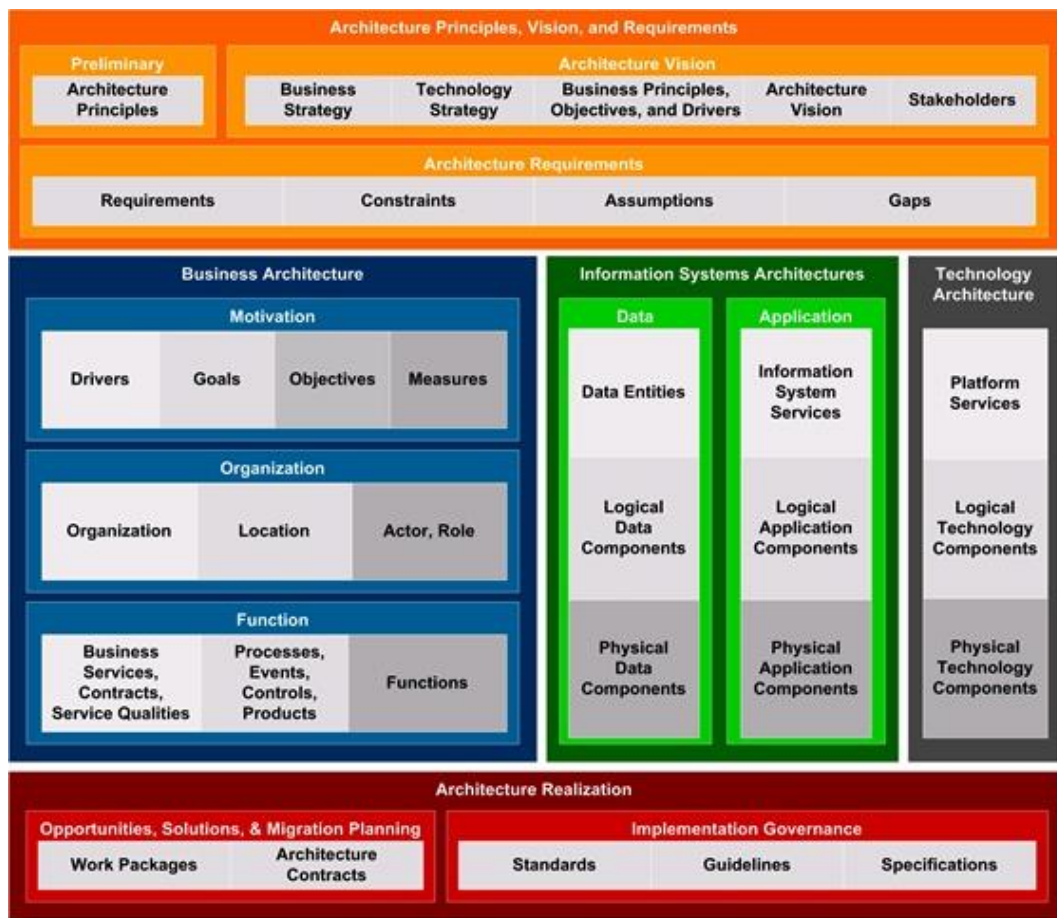 Architecture Principles, Vision, and Requirements
Preliminary
Architecture
Principles
Architecture Vision
Business
Strategy
Technology
Strategy
Business Principles,
Objectives, and Drivers
Architecture
Vision
Stakeholders
Architecture Requirements
Requirements
Constraints
Assumptions
Gaps
Business Architecture
Motivation
Drivers
Goals
Objectives
Measures
Organization
Organization
Location
Actor, Role
Function
Business
Services,
Contracts,
Service Qualities
Processes,
Events,
Controls,
Products
Functions
Information Systems Architectures
Data
Data Entities
Logical
Data
Components
Physical
Data
Components
Application
Information
System
Services
Logical
Application
Components
Physical
Application
Components
Technology
Architecture
Platform
Services
Logical
Technology
Components
Physical
Technology
Components
Architecture Realization
Opportunities, Solutions, & Migration Planning
Work Packages
Architecture
Contracts
Implementation Governance
Standards
Guidelines
Specifications